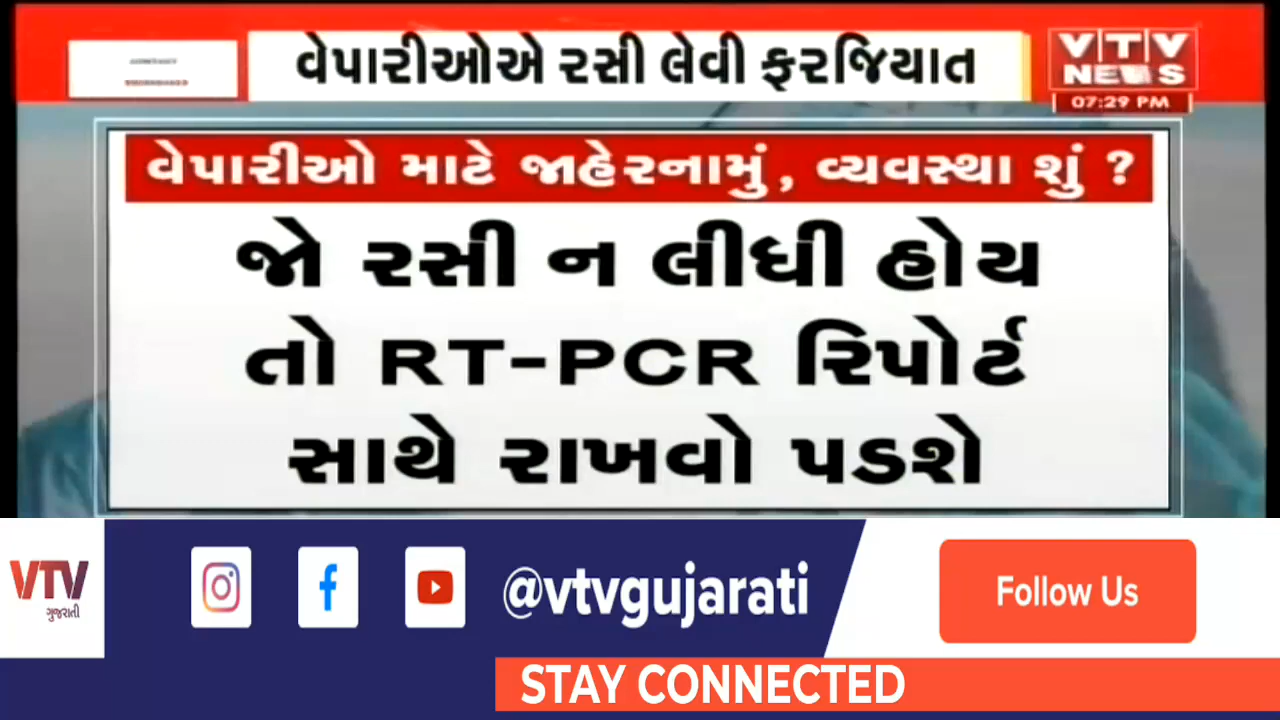 વેપારીઓએ રસી લેવી ફરજિયાત
VTV
NEWS
07:29 PM
વેપારીઓ માટે જાહેરનામું, વ્યવસ્થા શું ?
જો રસી ન લીધી હોય
તો RT-PCR રિપોર્ટ
સાથે રાખવો પડશે
VTV
ગુજરાતી
@vtvgujarati
Follow Us
STAY CONNECTED